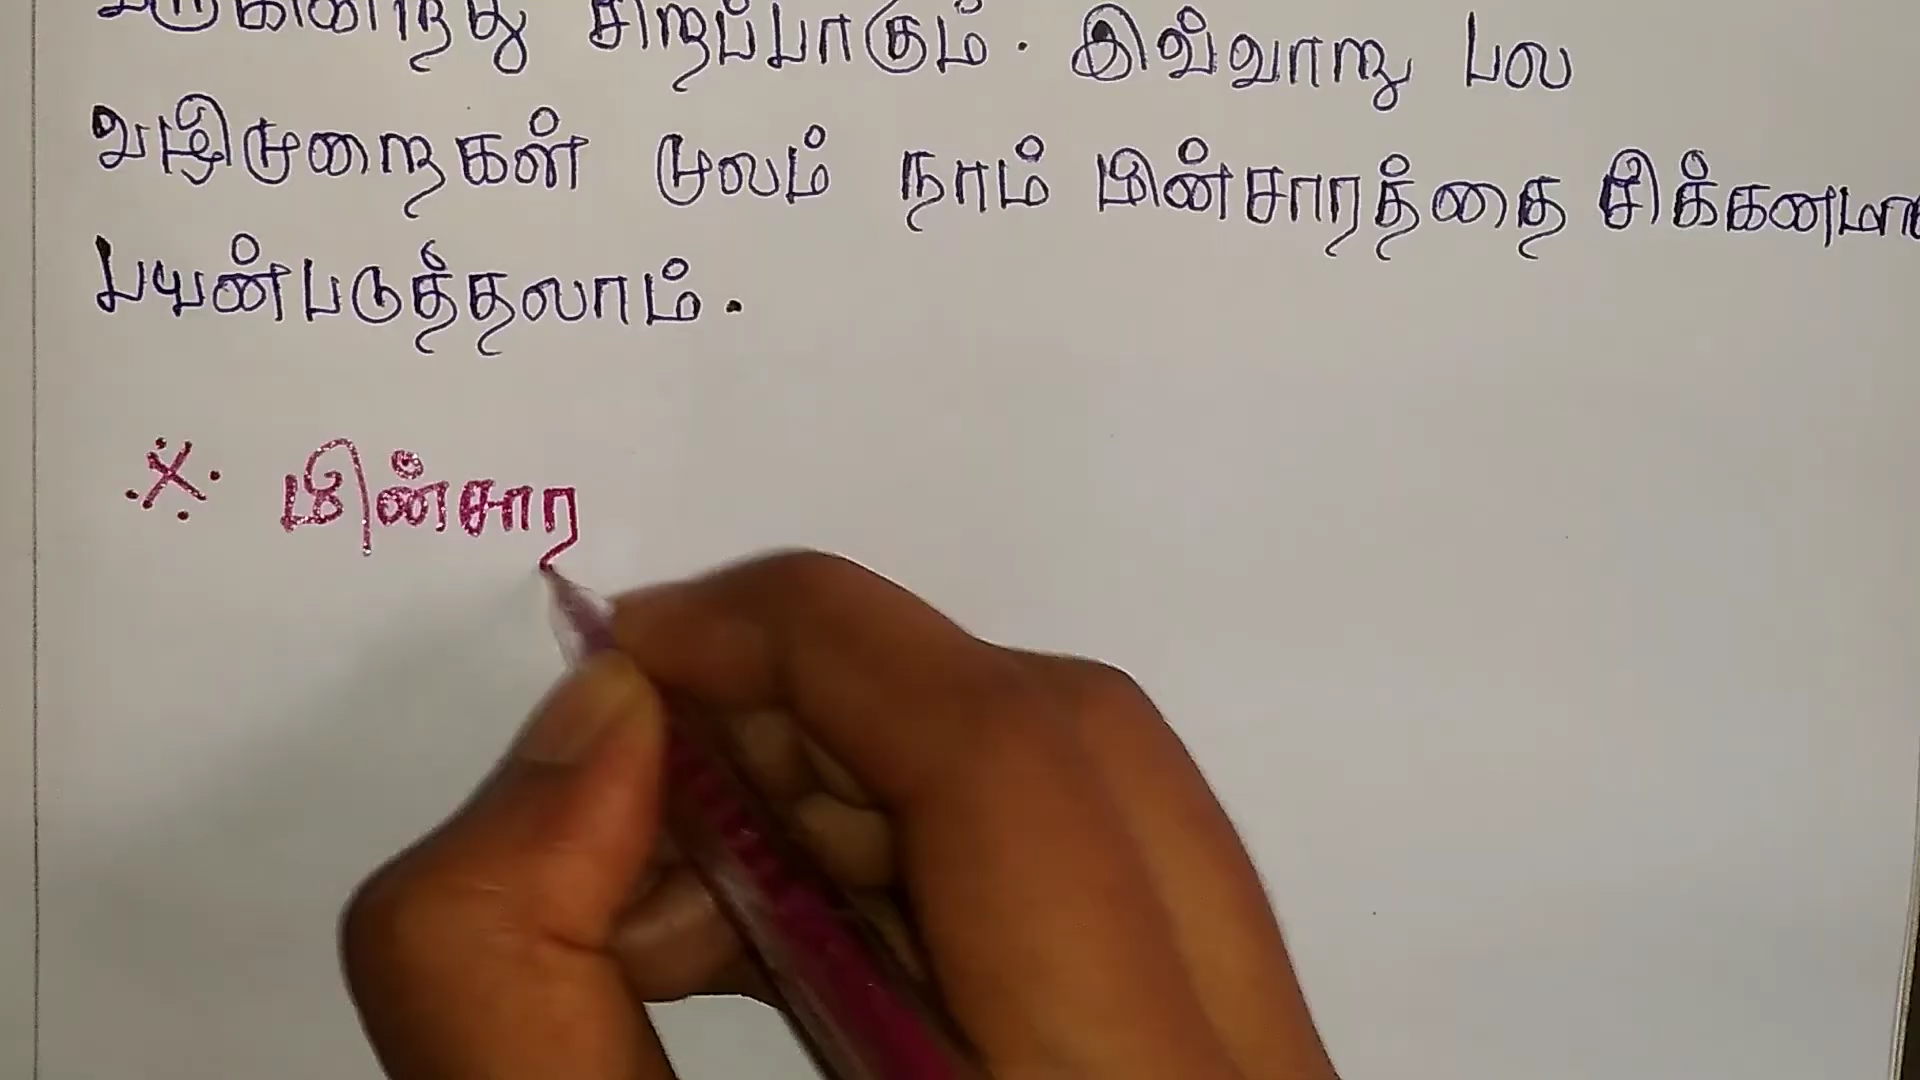 சிறப்பாகும். இவ்வாறு பல
வழிமுறைகள் மூலம் நாம் மின்சாரத்தை சிக்கனமா
பயன்படுத்தலாம்.
※ மின்சார